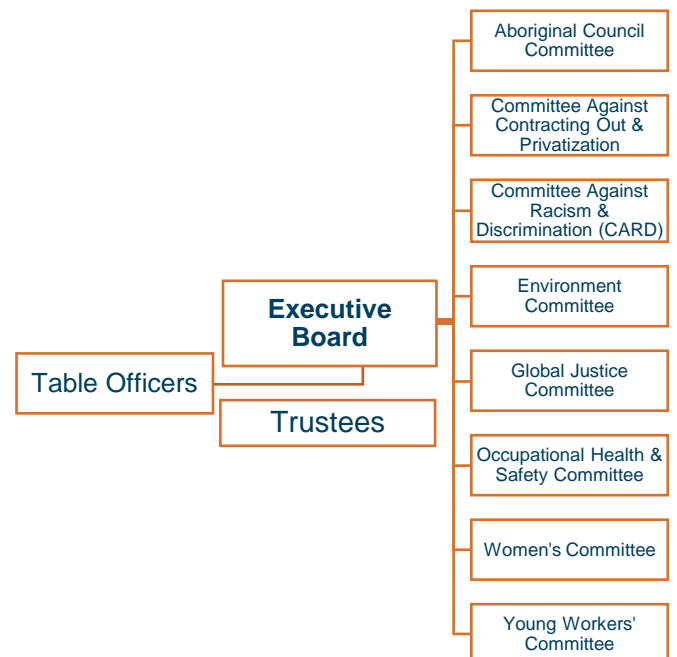 Aboriginal Council
Committee
Committee Against
Contracting Out &
Privatization
Committee Against
Racism &
Discrimination (CARD)
Environment
Committee
Executive
Board
Global Justice
Committee
Table Officers
Trustees
Occupational Health &
Safety Committee
Women's Committee
Young Workers'
Committee